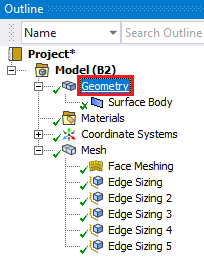 Outline
Name Search Outline
Project*
Model (B2)
Geometry
Surface Body
Materials
Coordinate Systems
Mesh
Face Meshing
Edge Sizing
Edge Sizing 2
Edge Sizing 3
Edge Sizing 4
Edge Sizing 5